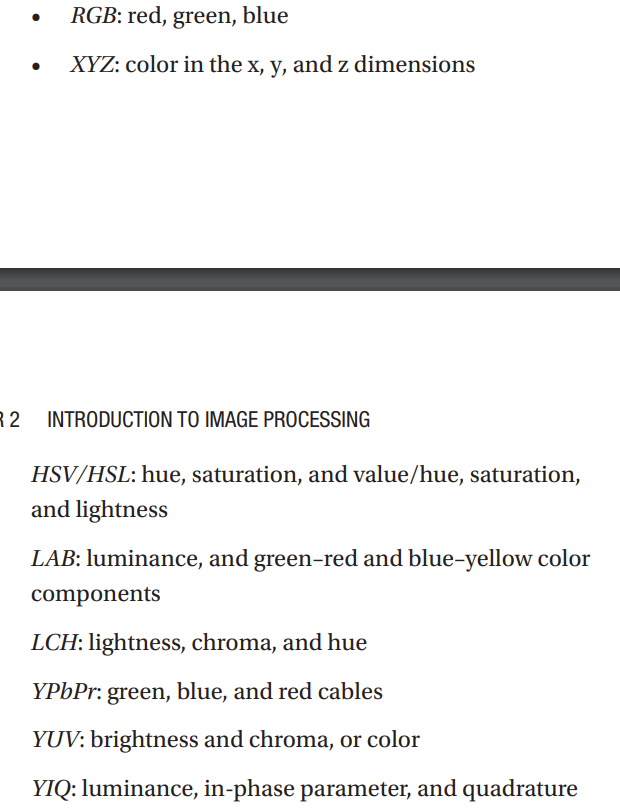 • RGB: red, green, blue
• XYZ: color in the x, y, and z dimensions
R 2 INTRODUCTION TO IMAGE PROCESSING
HSV/HSL: hue, saturation, and value/hue, saturation,
and lightness
LAB: luminance, and green–red and blue–yellow color
components
LCH: lightness, chroma, and hue
YPbPr: green, blue, and red cables
YUV: brightness and chroma, or color
YIQ: luminance, in-phase parameter, and quadrature